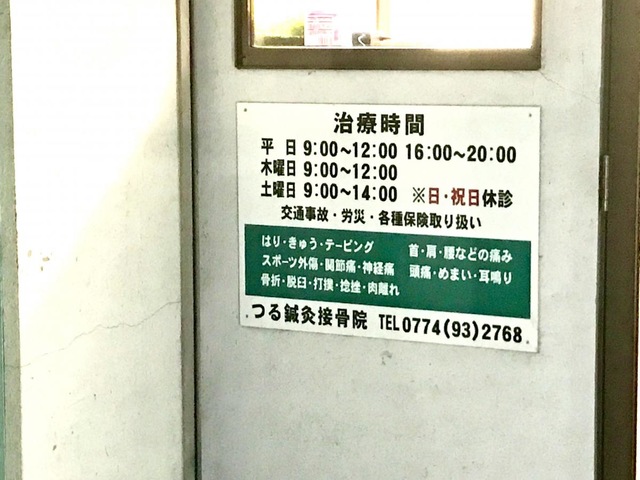 治療時間
平 日 9:00~12:00 16:00~20:00
木曜日 9:00~12:00
土曜日 9:00~14:00 ※日・祝日休診
交通事故・労災・各種保険取り扱い
はり・きゅう・テーピング
スポーツ外傷・関節痛・神経痛
骨折・脱臼・打撲・捻挫・肉離れ
首・肩・腰などの痛み
頭痛・めまい・耳鳴り
つる鍼灸接骨院 TEL0774(93)2768